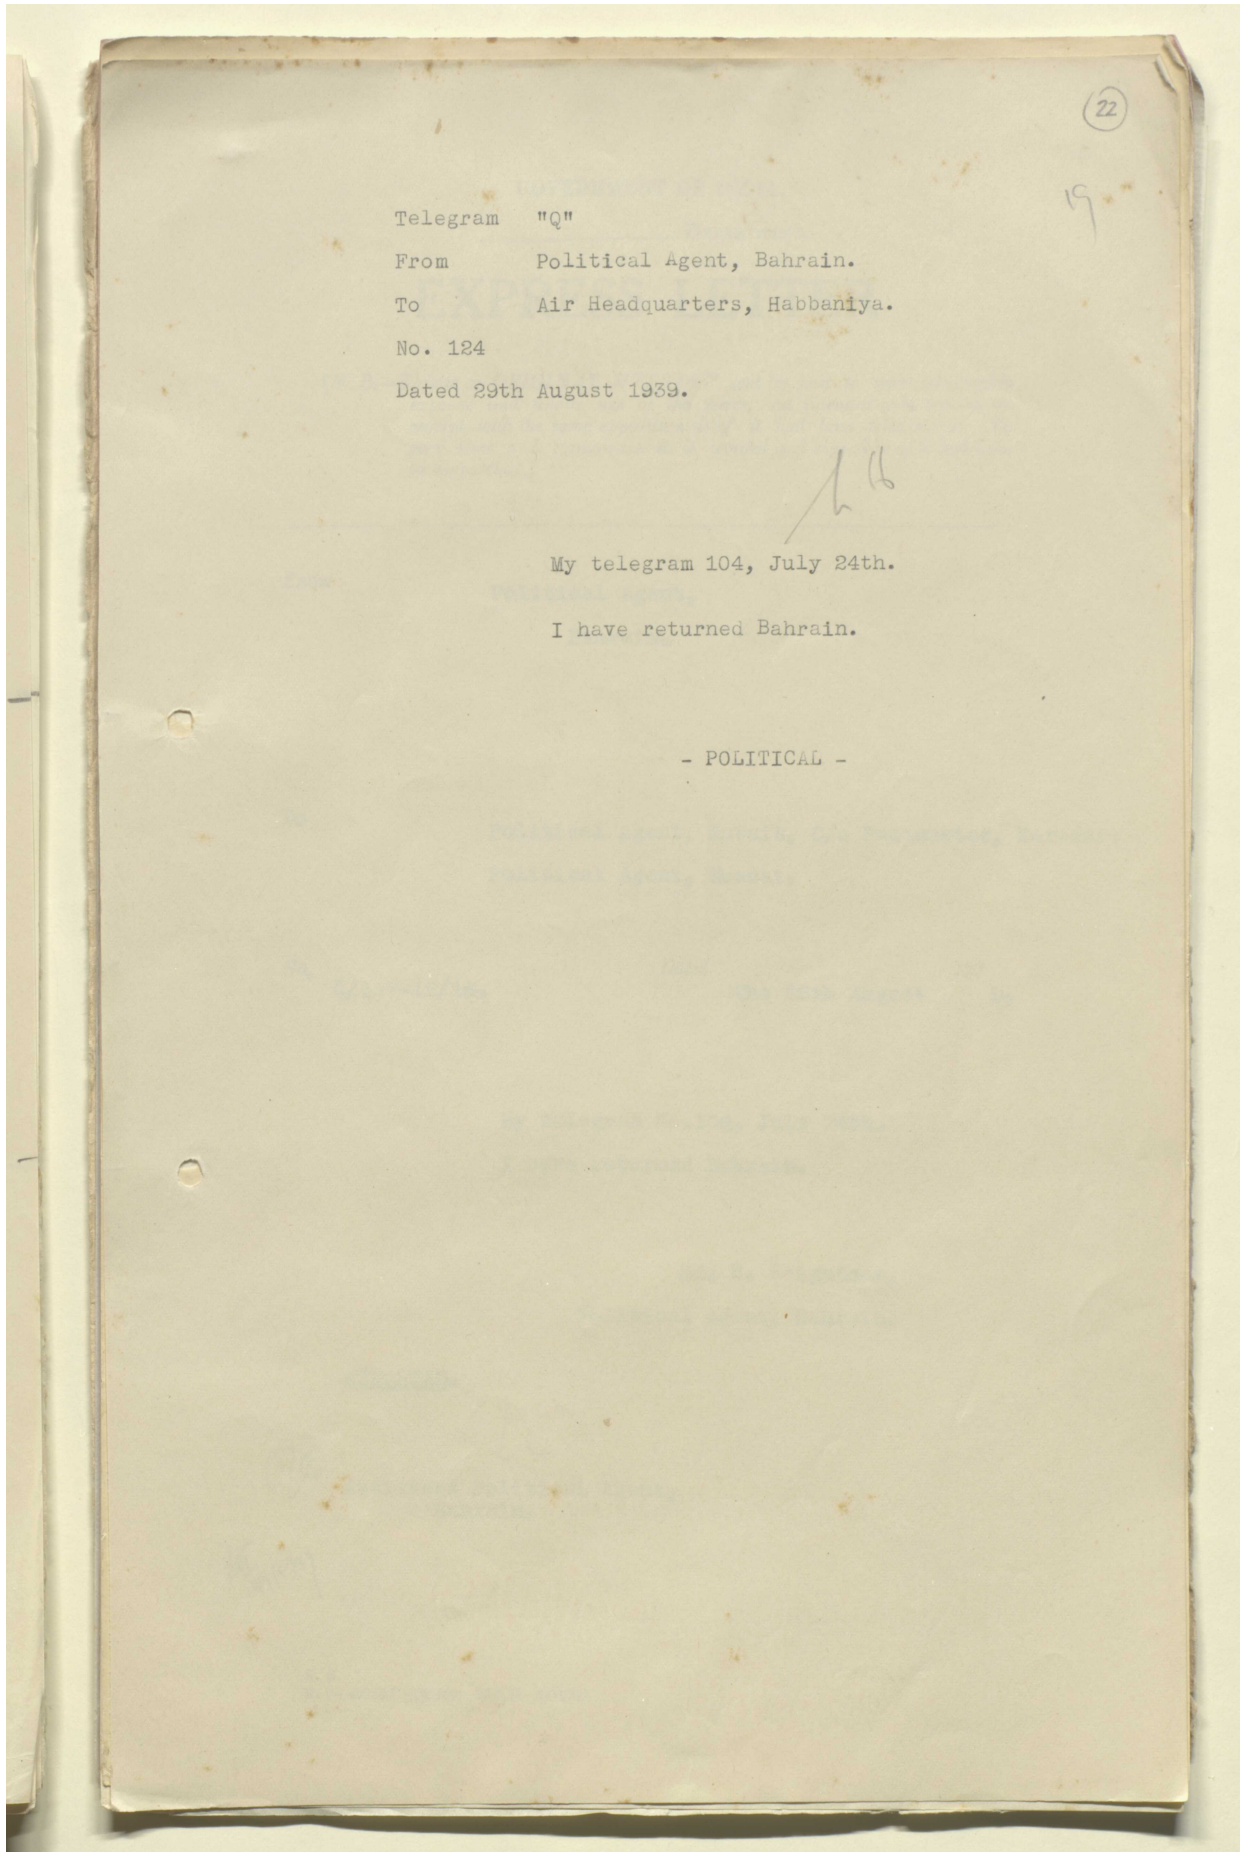 22
19
Telegram "Q"
From Political Agent, Bahrain.
To Air Headquarters, Habbaniya.
No. 124
Dated 29th August 1939.
My telegram 104, July 24th.
I have returned Bahrain.
- POLITICAL -